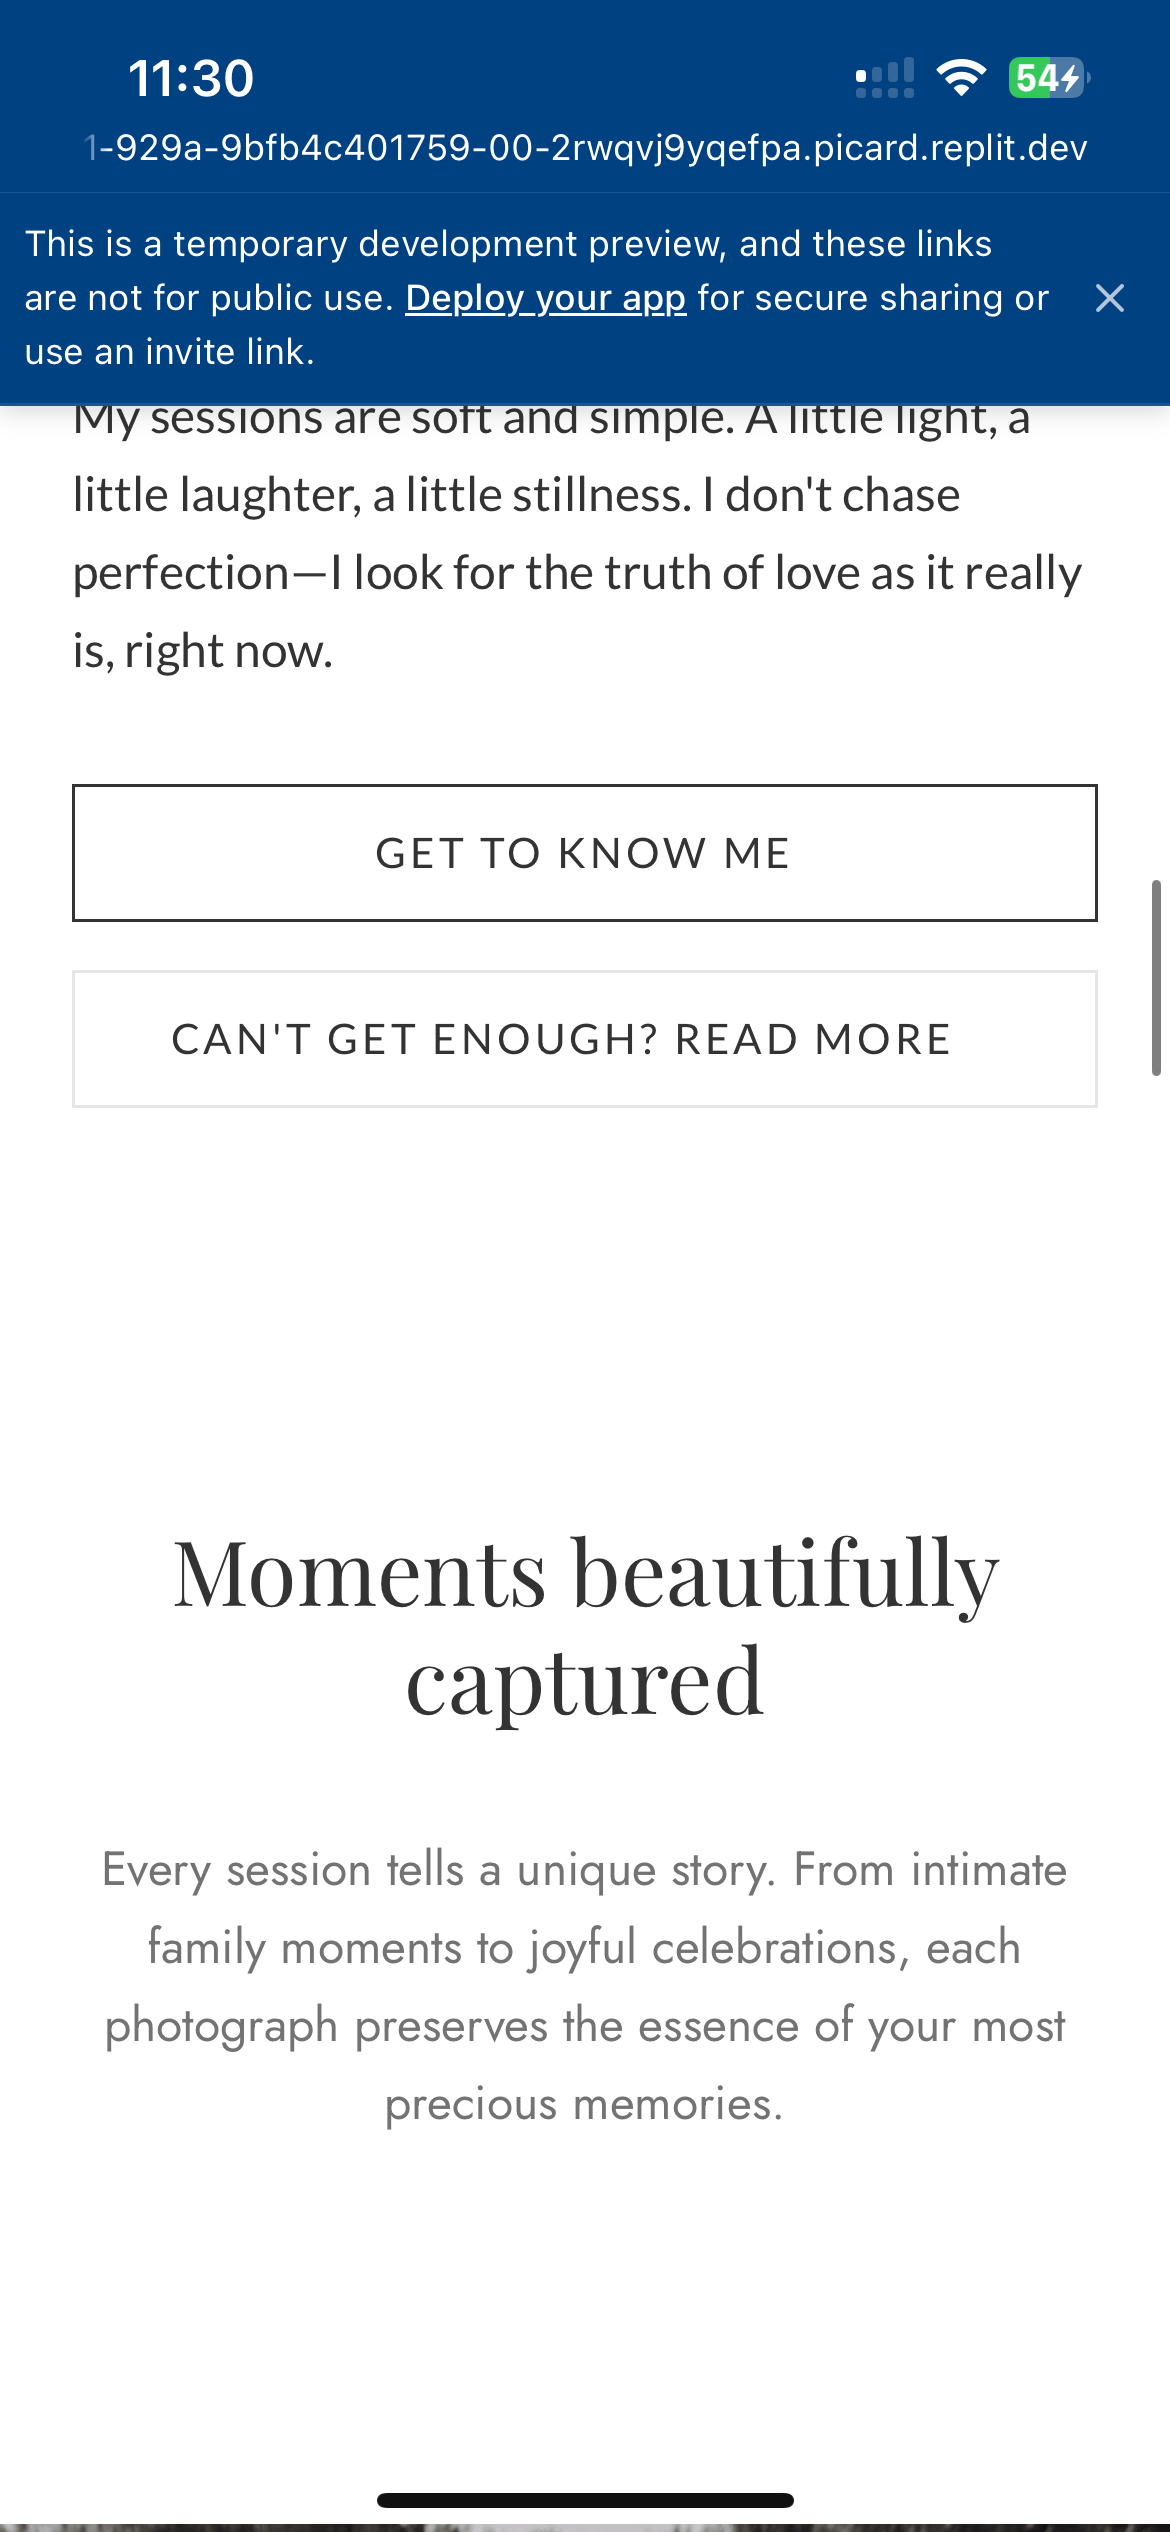 11:30
54
1-929a-9bfb4c401759-00-2rwqvj9yqefpa.picard.replit.dev
This is a temporary development preview, and these links
are not for public use. Deploy your app for secure sharing or
use an invite link.
My sessions are soft and simple. A little light, a
little laughter, a little stillness. I don't chase
perfection—I look for the truth of love as it really
is, right now.
GET TO KNOW ME
CAN'T GET ENOUGH? READ MORE
Moments beautifully
captured
Every session tells a unique story. From intimate
family moments to joyful celebrations, each
photograph preserves the essence of your most
precious memories.